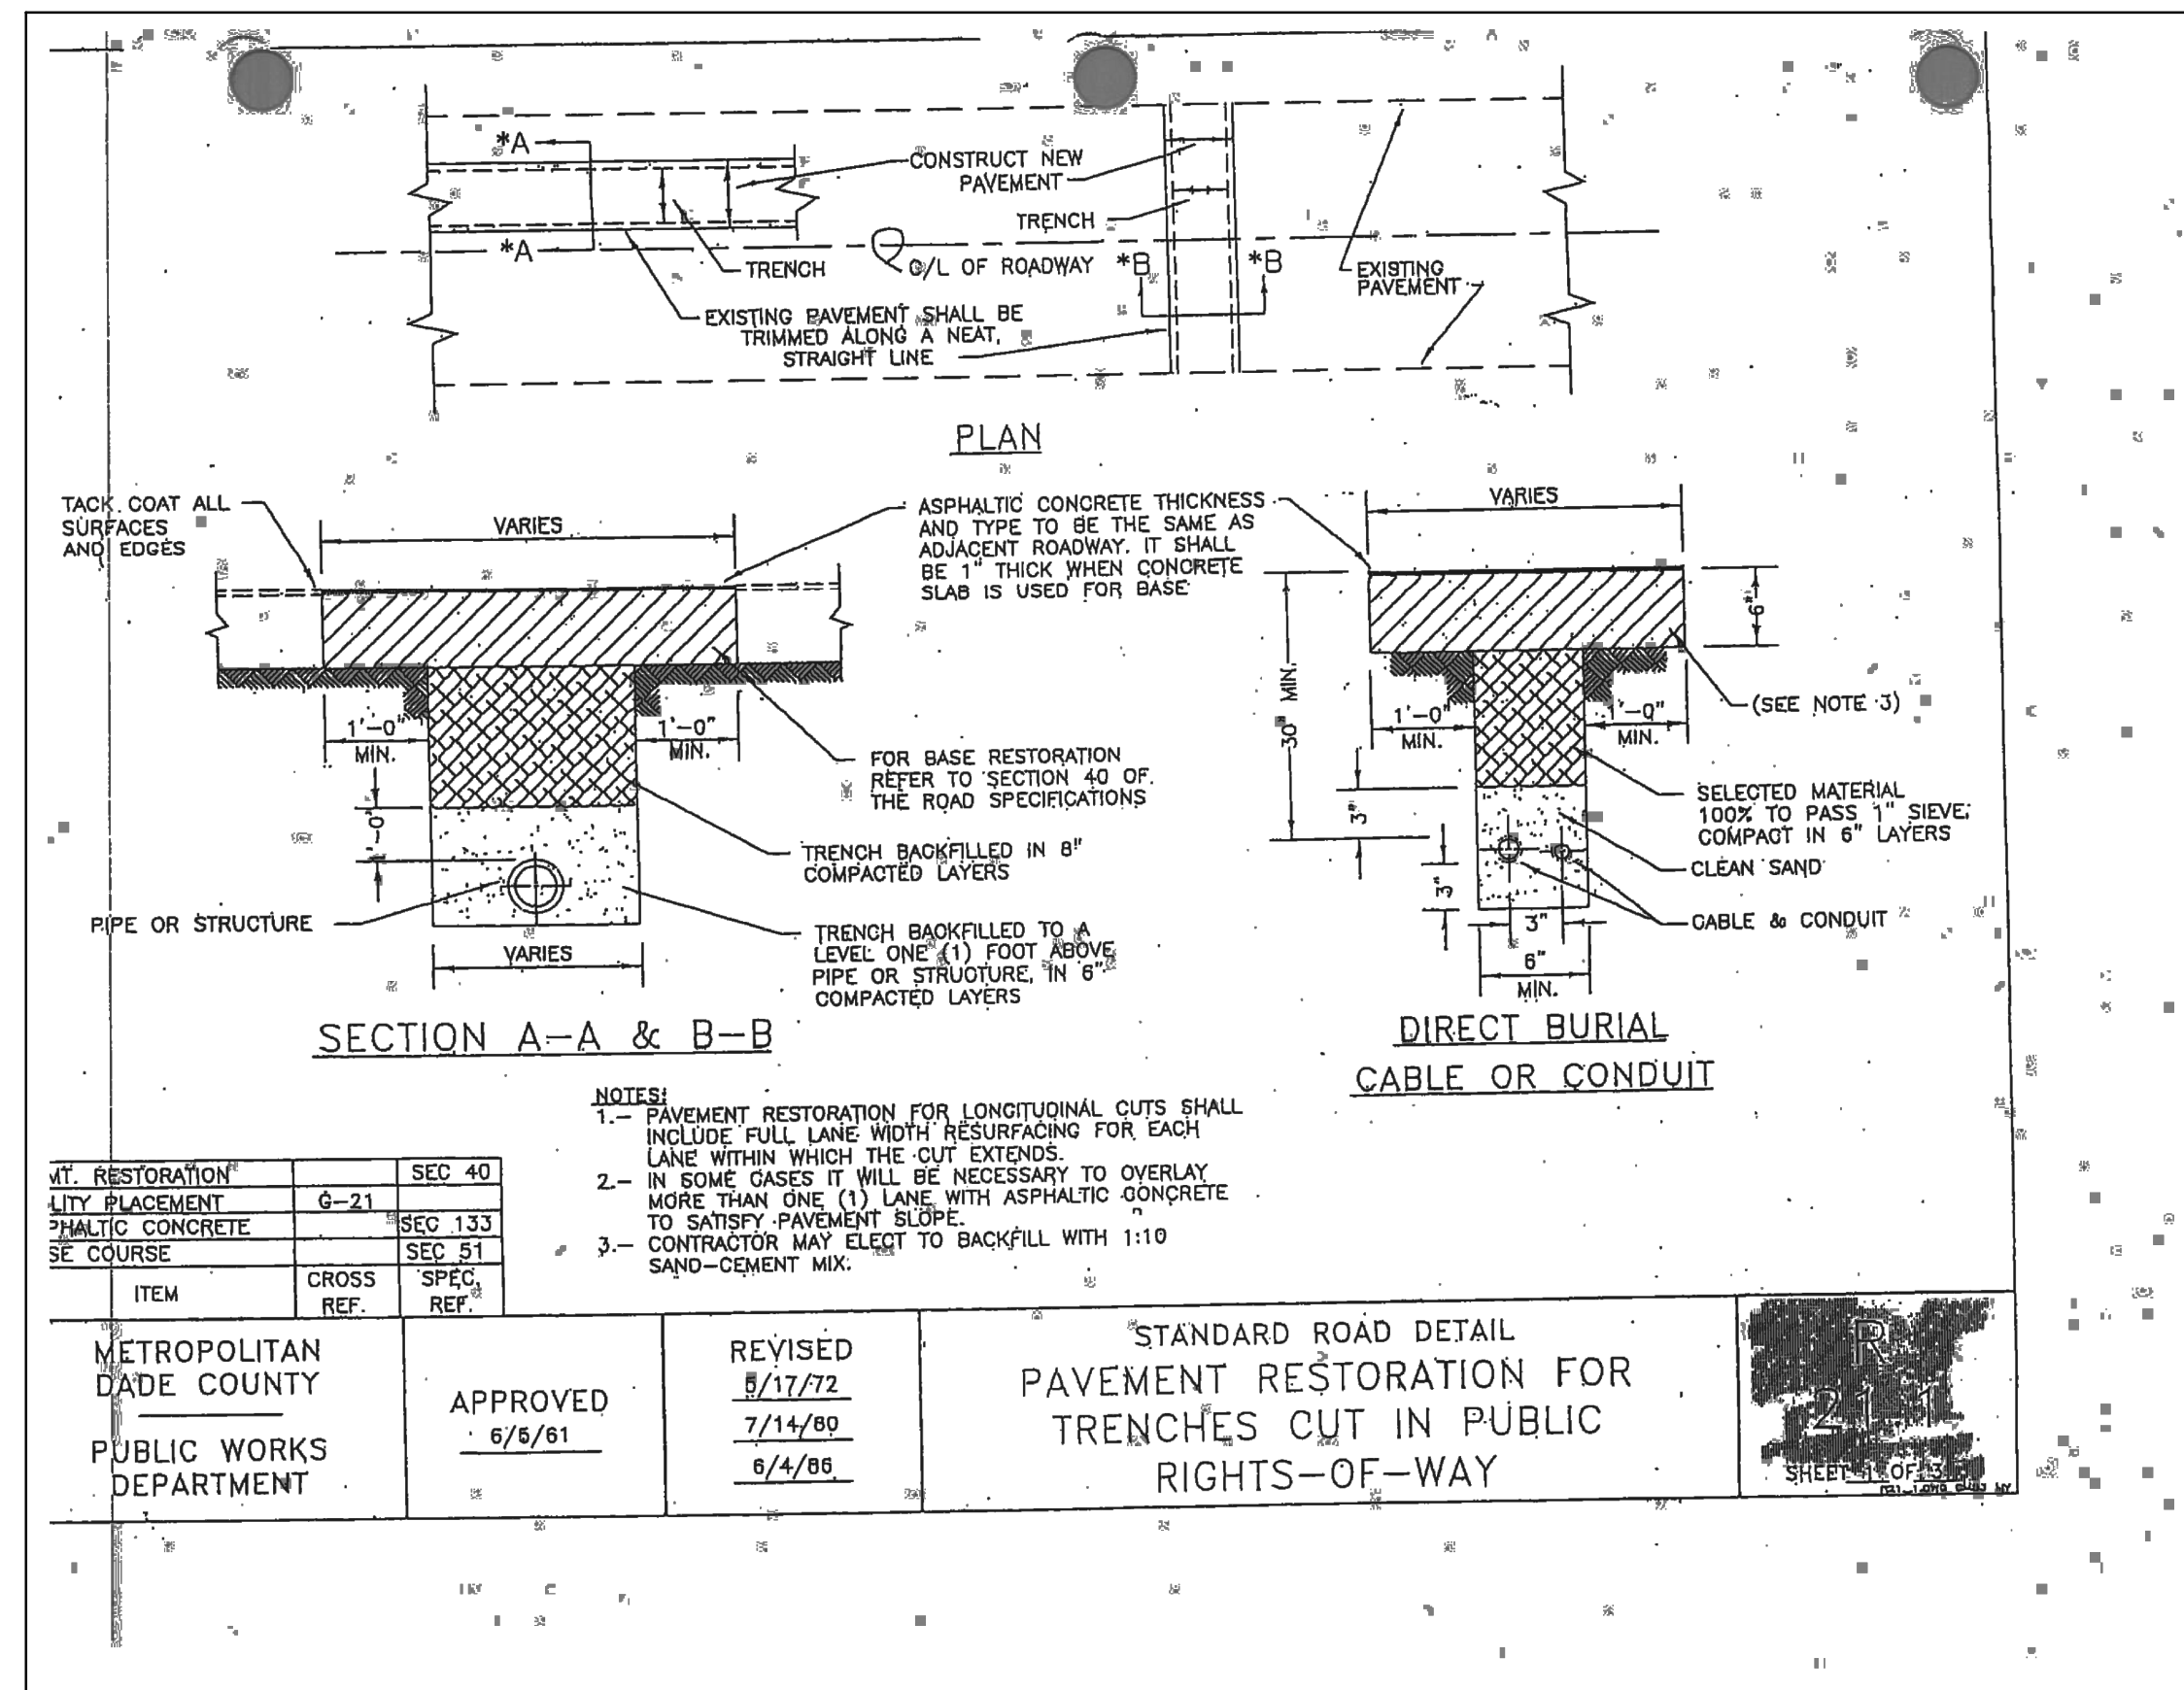 *A
CONSTRUCT NEW
PAVEMENT
TRENCH
*A
TRENCH
C/L OF ROADWAY
*B
*B
EXISTING
PAVEMENT
EXISTING PAVEMENT SHALL BE
TRIMMED ALONG A NEAT,
STRAIGHT LINE
PLAN
TACK COAT ALL
SURFACES
AND EDGES
VARIES
ASPHALTIC CONCRETE THICKNESS
AND TYPE TO BE THE SAME AS
ADJACENT ROADWAY. IT SHALL
BE 1" THICK WHEN CONCRETE
SLAB IS USED FOR BASE
1'-0"
MIN.
1'-0"
MIN.
1'-0"
FOR BASE RESTORATION
REFER TO SECTION 40 OF
THE ROAD SPECIFICATIONS
TRENCH BACKFILLED IN 8"
COMPACTED LAYERS
PIPE OR STRUCTURE
TRENCH BACKFILLED TO A
LEVEL ONE (1) FOOT ABOVE
PIPE OR STRUCTURE, IN 6"
COMPACTED LAYERS
VARIES
SECTION A-A & B-B
VARIES
6"
30" MIN.
(SEE NOTE 3)
1'-0"
MIN.
1'-0"
MIN.
3"
SELECTED MATERIAL
100% TO PASS 1" SIEVE;
COMPACT IN 6" LAYERS
CLEAN SAND
3"
CABLE & CONDUIT
3"
6"
MIN.
DIRECT BURIAL
CABLE OR CONDUIT
NOTES:
1.- PAVEMENT RESTORATION FOR LONGITUDINAL CUTS SHALL
INCLUDE FULL LANE WIDTH RESURFACING FOR EACH
LANE WITHIN WHICH THE CUT EXTENDS.
2.- IN SOME CASES IT WILL BE NECESSARY TO OVERLAY
MORE THAN ONE (1) LANE WITH ASPHALTIC CONCRETE
TO SATISFY PAVEMENT SLOPE.
3.- CONTRACTOR MAY ELECT TO BACKFILL WITH 1:10
SAND-CEMENT MIX.
MT. RESTORATION SEC 40
LITY PLACEMENT G-21
PHALTIC CONCRETE SEC 133
SE COURSE SEC 51
ITEM CROSS REF. SPEC. REF.
METROPOLITAN
DADE COUNTY
PUBLIC WORKS
DEPARTMENT
APPROVED
6/5/61
REVISED
5/17/72
7/14/80
6/4/86
STANDARD ROAD DETAIL
PAVEMENT RESTORATION FOR
TRENCHES CUT IN PUBLIC
RIGHTS-OF-WAY
R
21.1
SHEET 1 OF 3